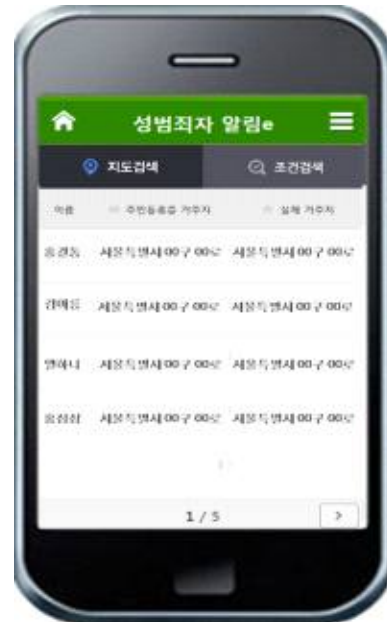 성범죄자 알림e
지도검색 조건검색
이름 주민등록증 거주지 실제 거주지
홍길동 서울특별시 00구 00로 서울특별시 00구 00로
서울특별시 00구 00로 서울특별시 00구 00로
서울특별시 00구 00로 서울특별시 00구 00로
서울특별시 00구 00로 서울특별시 00구 00로
1 / 5 >